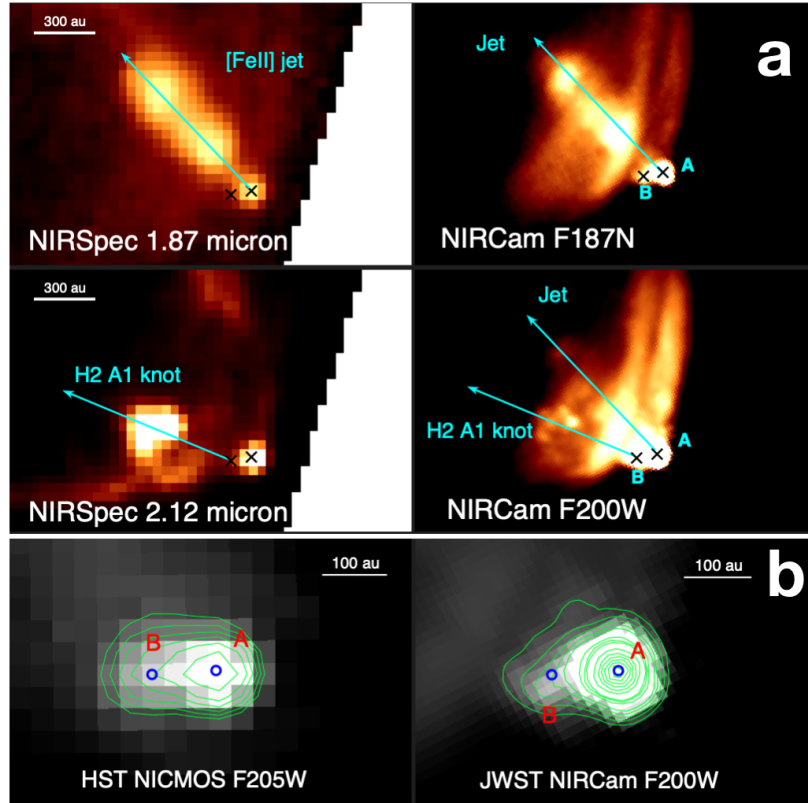 300 au
[FeII] jet
NIRSpec 1.87 micron
Jet
a
A
B
NIRCam F187N
300 au
H2 A1 knot
NIRSpec 2.12 micron
Jet
H2 A1 knot
A
B
NIRCam F200W
100 au
B
A
HST NICMOS F205W
100 au
b
A
B
JWST NIRCam F200W